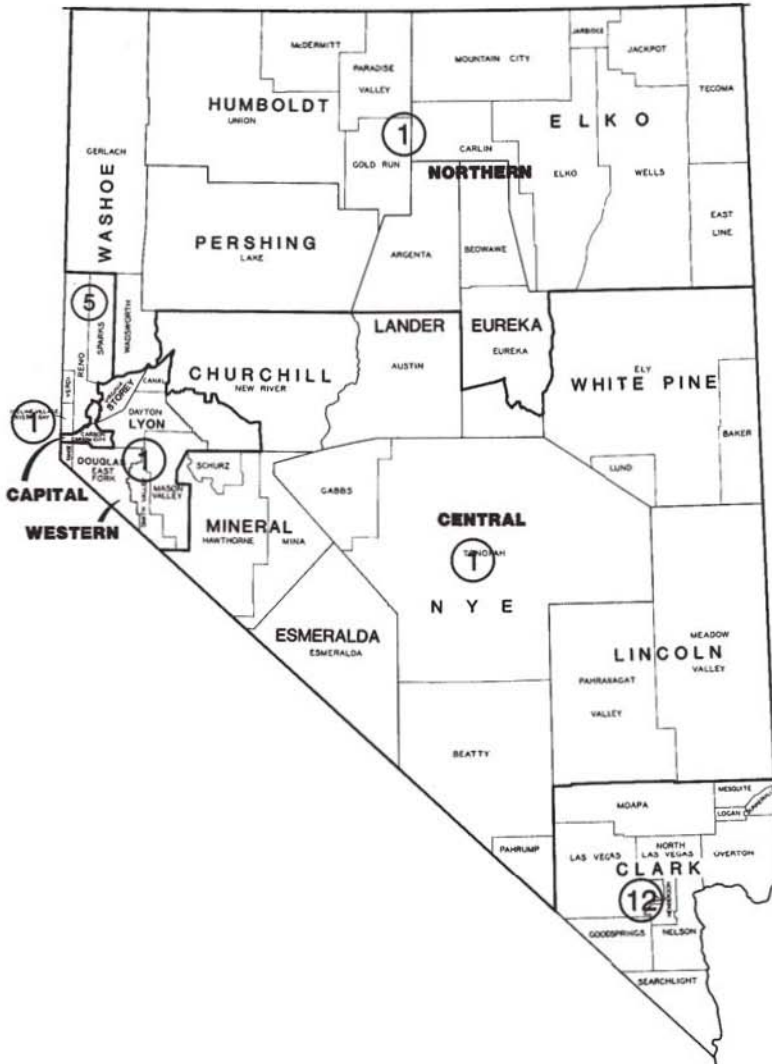 McDERMITT
MOUNTAIN CITY
JARBIDGE
JACKPOT
PARADISE
VALLEY
TECOMA
HUMBOLDT
UNION
1
ELKO
GERLACH
WASHOE
GOLD RUN
CARLIN
NORTHERN
ELKO
WELLS
EAST
LINE
PERSHING
LAKE
ARGENTA
BEOWAWE
5
RENO
SPARKS
WADSWORTH
VERDI
LANDER
AUSTIN
EUREKA
EUREKA
CHURCHILL
NEW RIVER
ELY
WHITE PINE
BAKER
LUND
STOREY
CANAL
DAYTON
LYON
1
CAPITAL
DOUGLAS
EAST
FORK
1
SMITH VALLEY
MASON
VALLEY
WESTERN
SCHURZ
MINERAL
HAWTHORNE
MINA
GABBS
CENTRAL
TONOPAH
1
NYE
ESMERALDA
ESMERALDA
MEADOW
LINCOLN
VALLEY
PAHRANAGAT
VALLEY
BEATTY
PAHRUMP
MOAPA
MESQUITE
LOGAN
LAS VEGAS
NORTH
LAS VEGAS
OVERTON
CLARK
12
HENDERSON
GOODSPRINGS
NELSON
SEARCHLIGHT